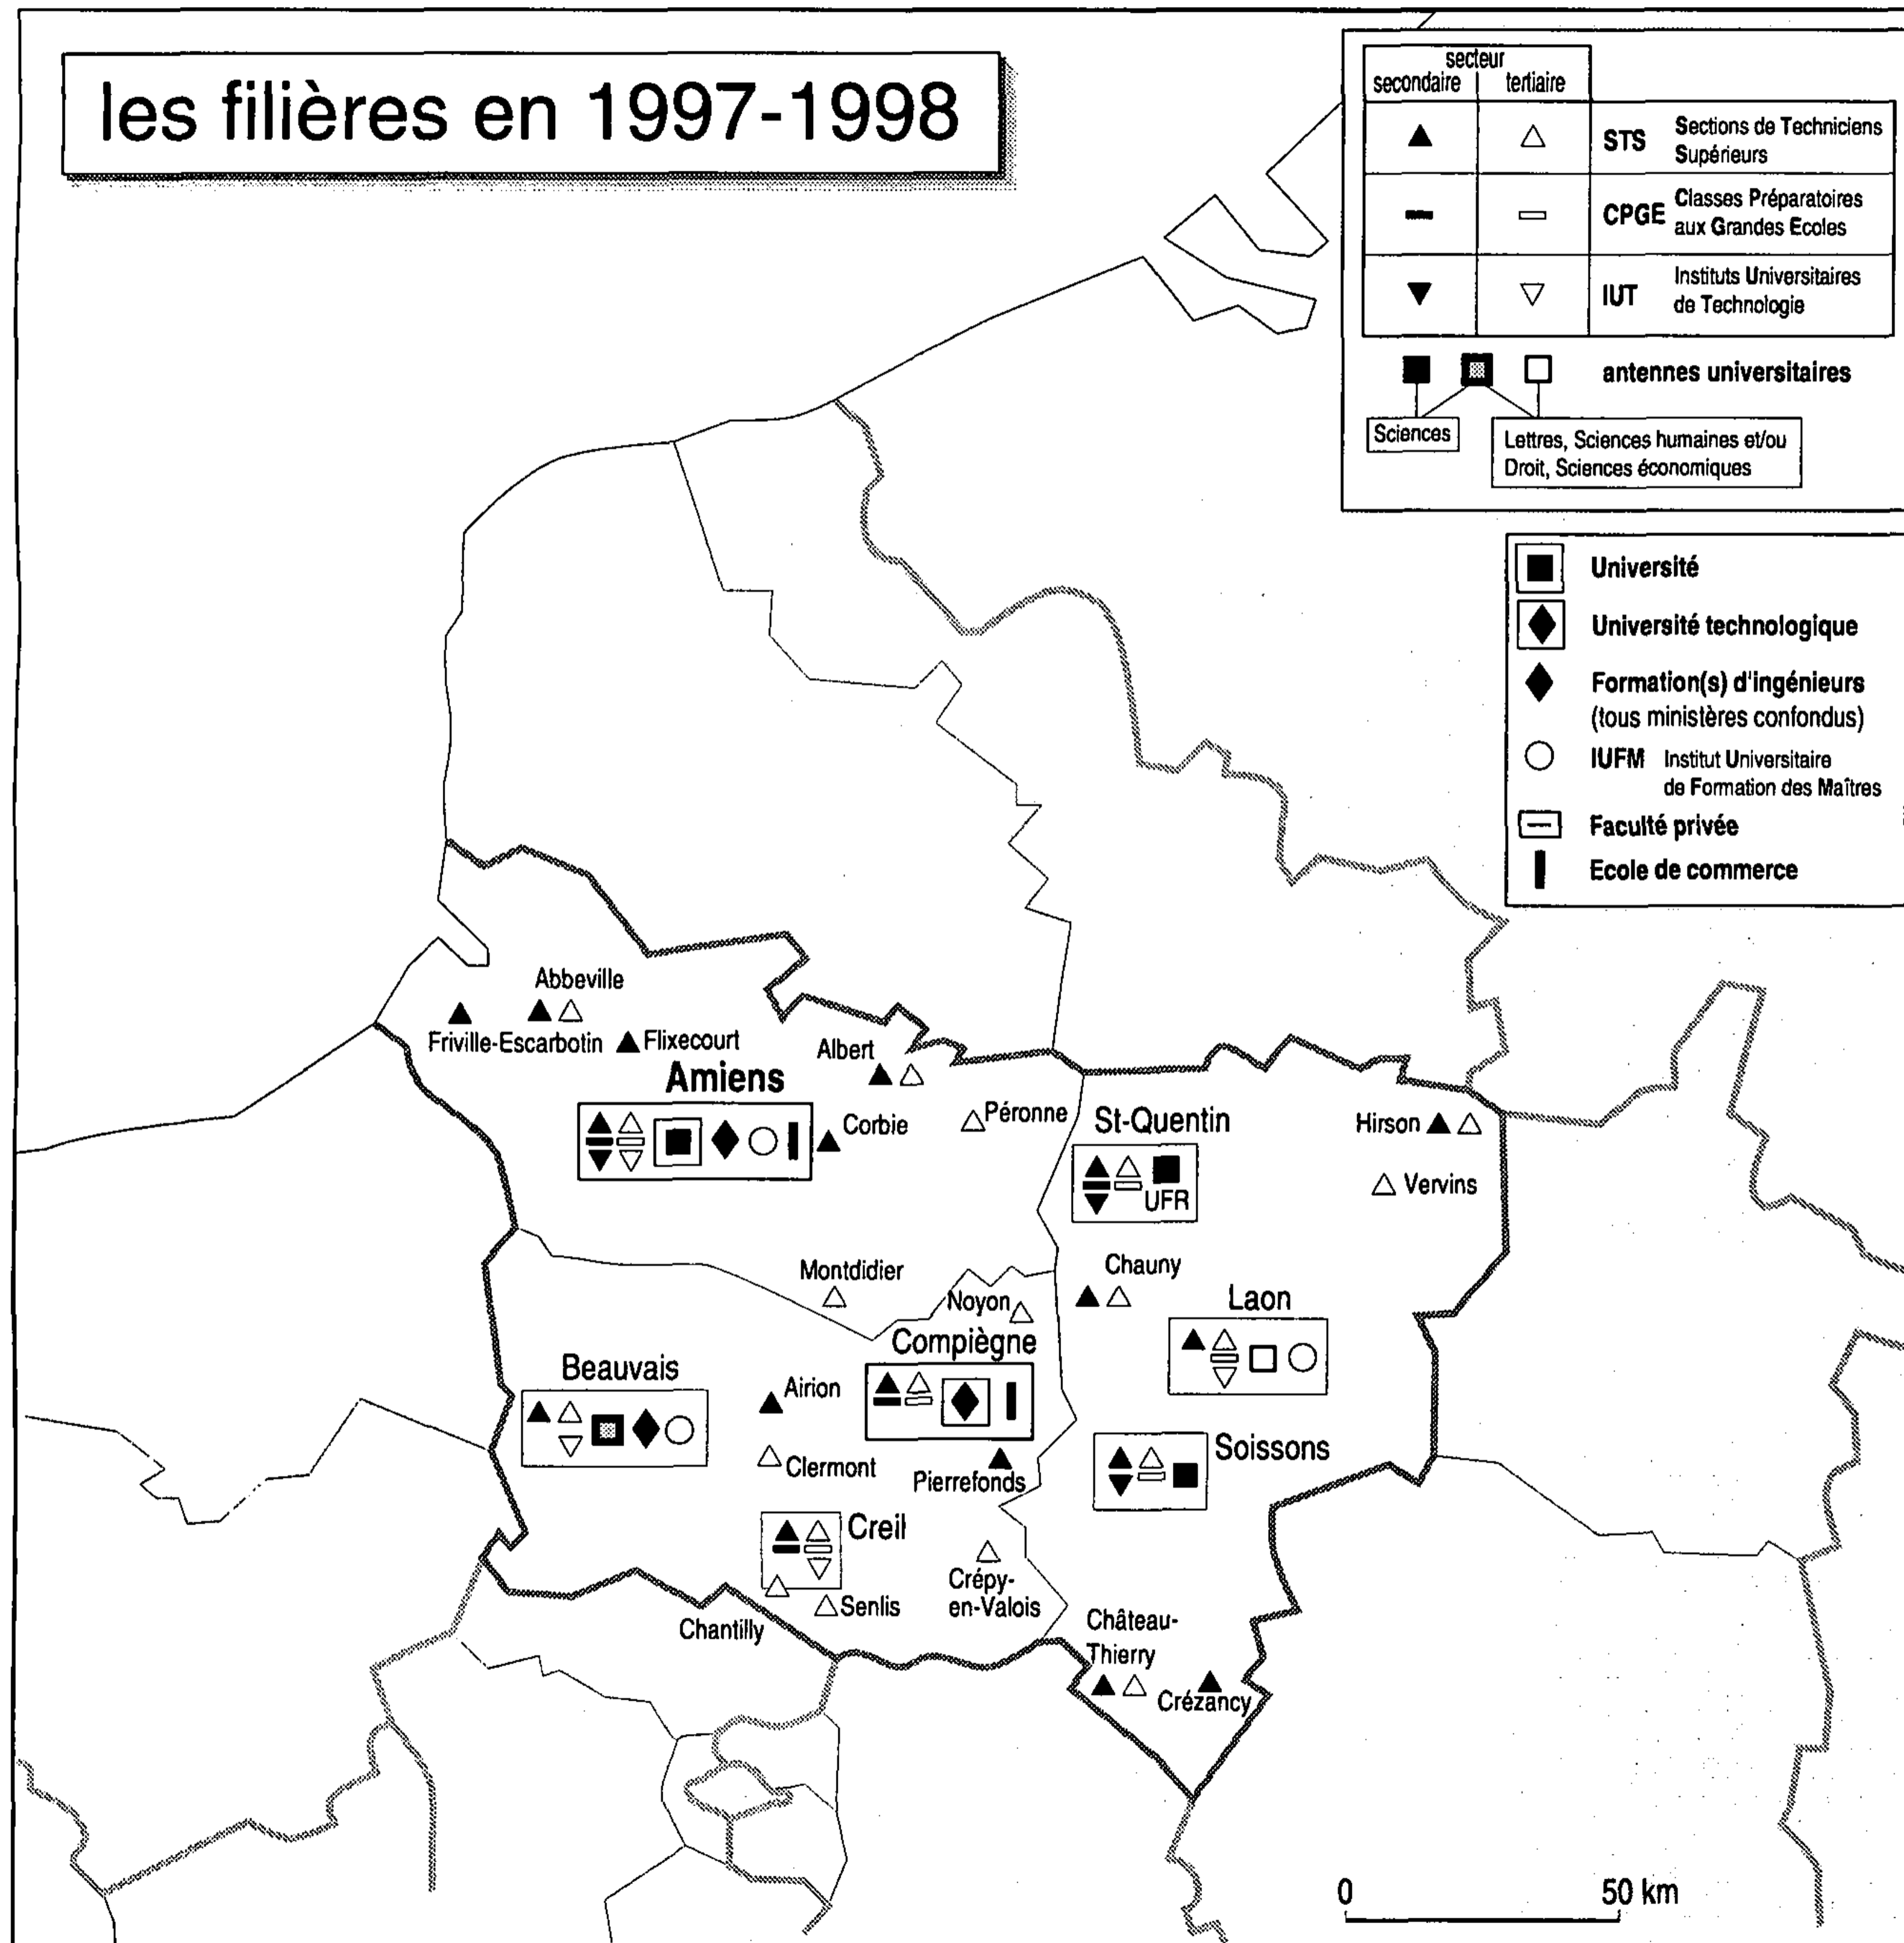 les filières en 1997-1998
secteur
secondaire tertiaire
STS Sections de Techniciens
Supérieurs
CPGE Classes Préparatoires
aux Grandes Ecoles
IUT Instituts Universitaires
de Technologie
antennes universitaires
Sciences
Lettres, Sciences humaines et/ou
Droit, Sciences économiques
Université
Université technologique
Formation(s) d'ingénieurs
(tous ministères confondus)
IUFM Institut Universitaire
de Formation des Maîtres
Faculté privée
Ecole de commerce
Abbeville
Friville-Escarbotin
Flixecourt
Albert
Amiens
Corbie
Péronne
St-Quentin
UFR
Hirson
Vervins
Montdidier
Noyon
Chauny
Laon
Compiègne
Beauvais
Airion
Clermont
Pierrefonds
Soissons
Creil
Senlis
Chantilly
Crépy-
en-Valois
Château-
Thierry
Crézancy
0 50 km